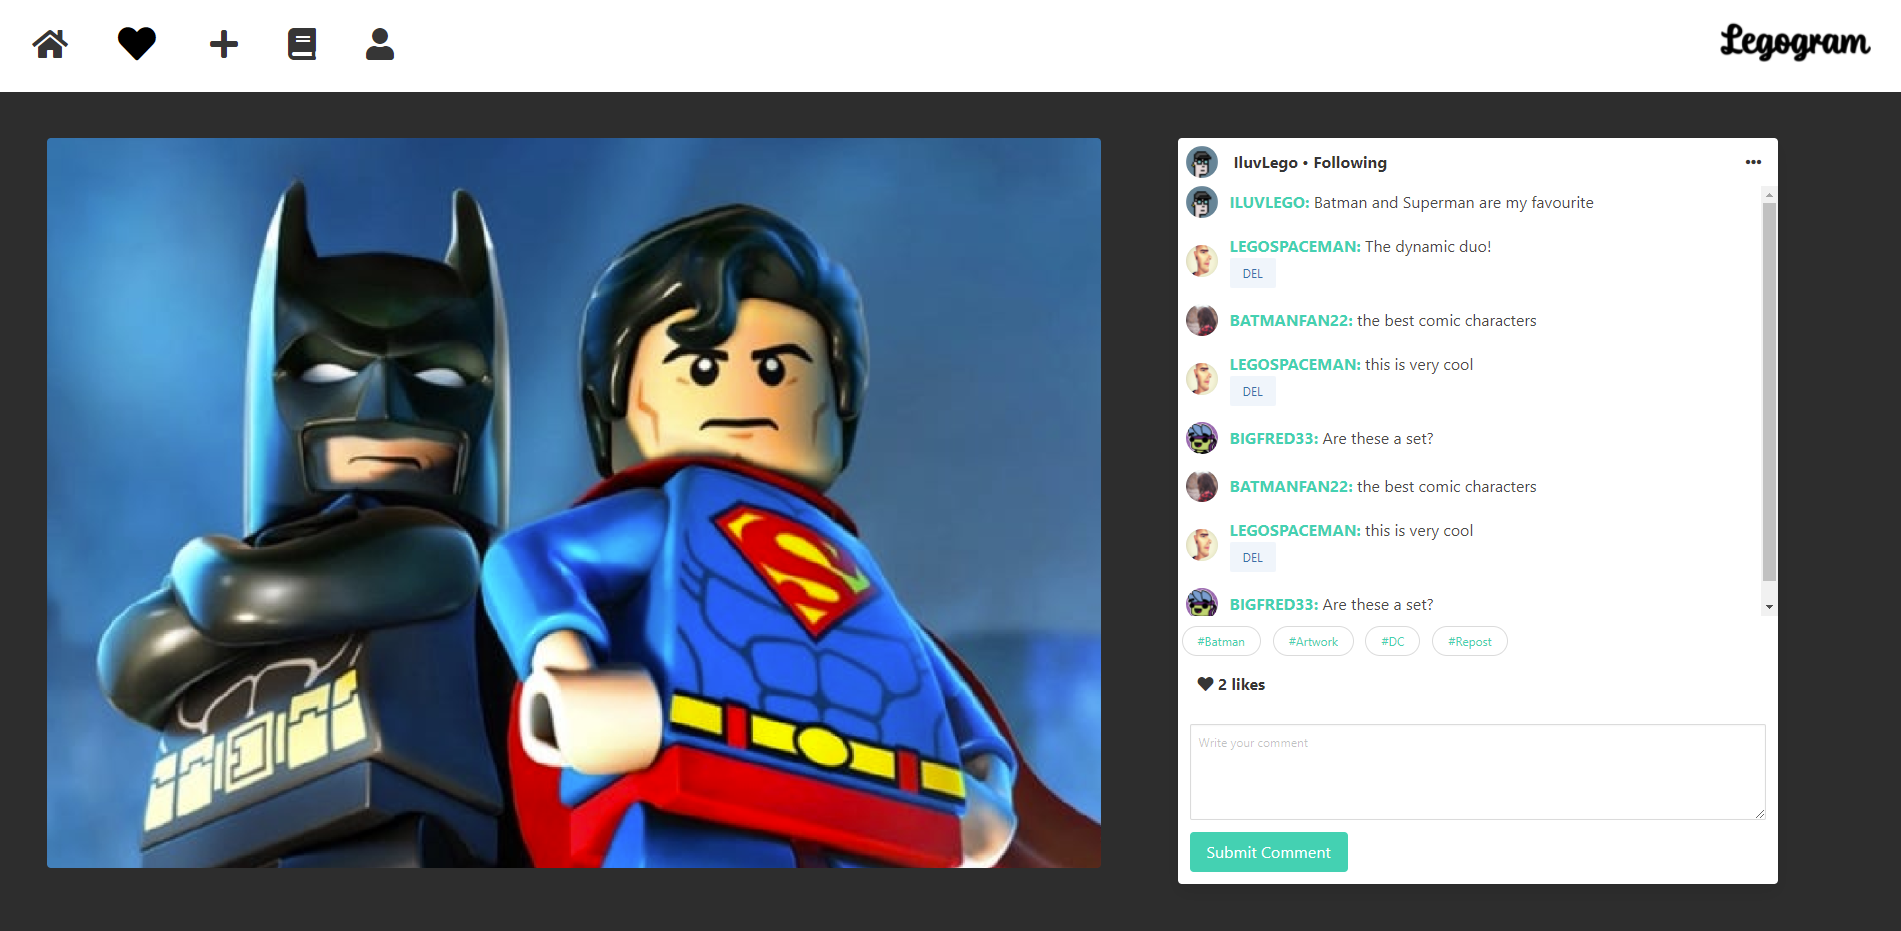 Legogram
IluvLego • Following
ILUVLEGO: Batman and Superman are my favourite
LEGOSPACEMAN: The dynamic duo!
DEL
BATMANFAN22: the best comic characters
LEGOSPACEMAN: this is very cool
DEL
BIGFRED33: Are these a set?
BATMANFAN22: the best comic characters
LEGOSPACEMAN: this is very cool
DEL
BIGFRED33: Are these a set?
#Batman #Artwork #DC #Repost
2 likes
Write your comment
Submit Comment